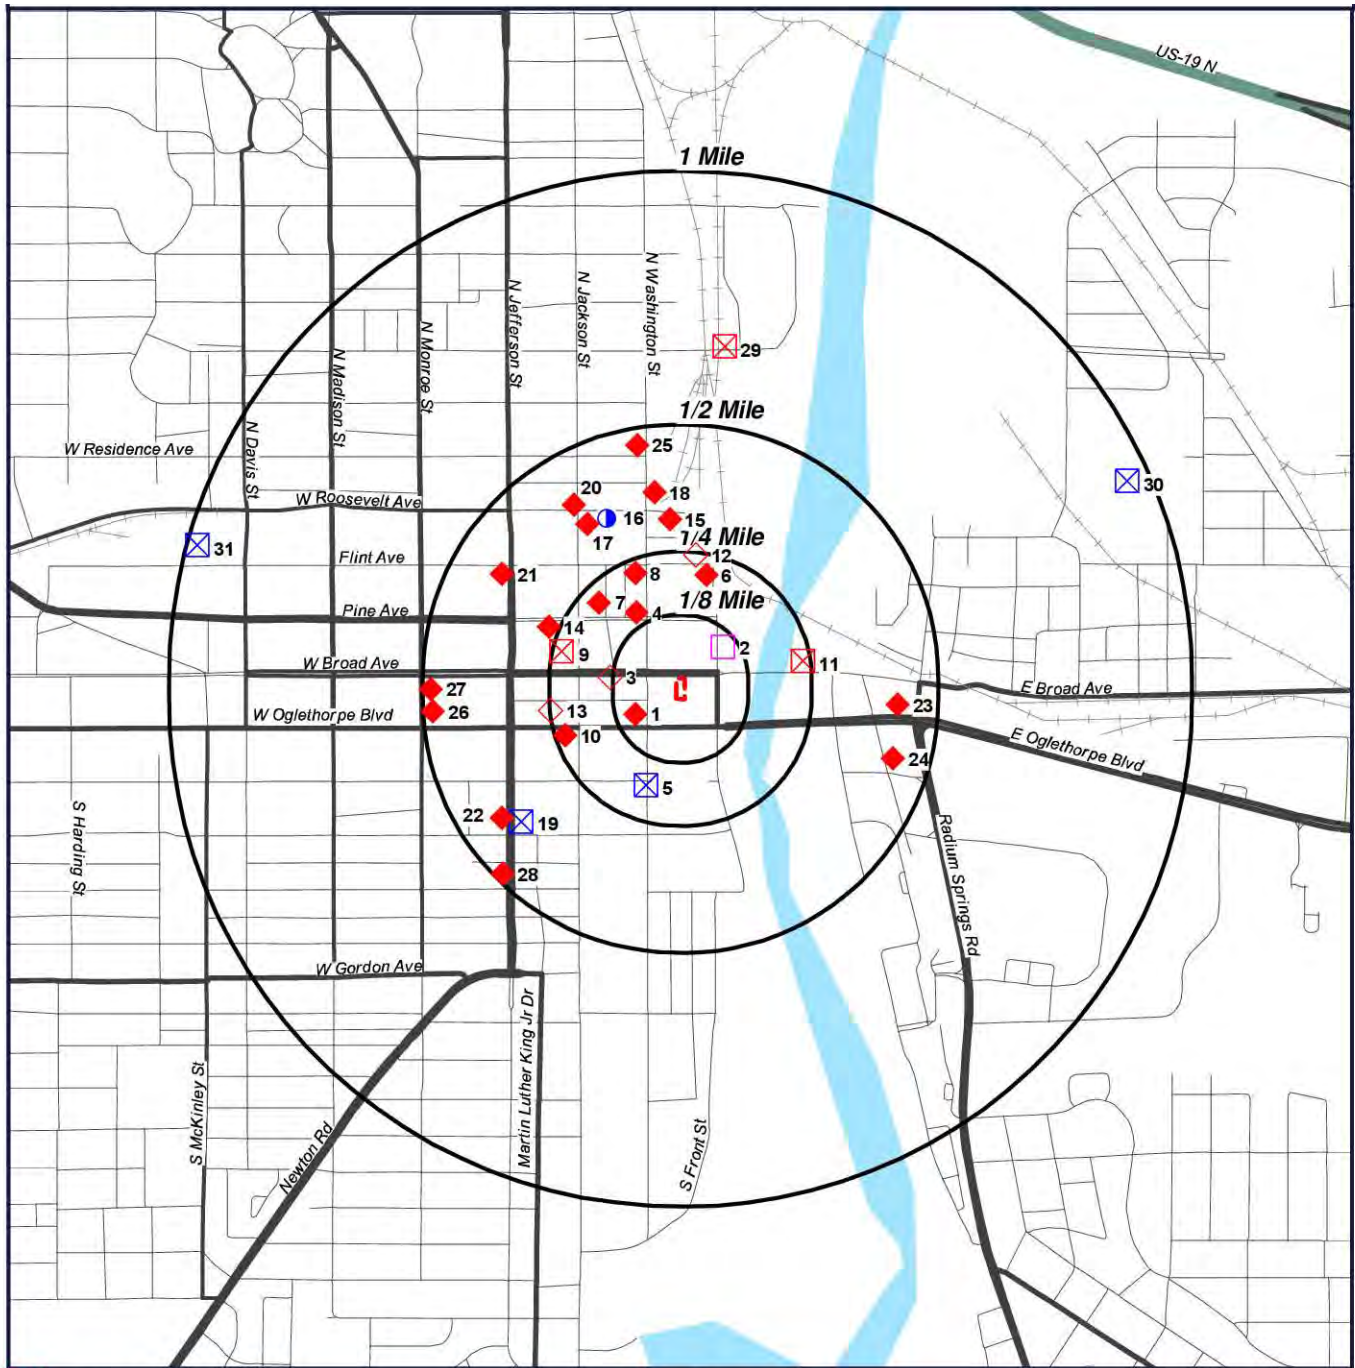 US-19 N
1 Mile
N Washington St
N Jackson St
N Jefferson St
N Monroe St
N Madison St
29
1/2 Mile
N Davis St
W Residence Ave
25
30
20
18
W Roosevelt Ave
16
15
17
31
1/4 Mile
12
Flint Ave
21
8
6
1/8 Mile
7
4
Pine Ave
14
2
9
11
W Broad Ave
3
27
E Broad Ave
W Oglethorpe Blvd
26
13
1
23
10
E Oglethorpe Blvd
24
5
22
19
S Harding St
Radium Springs Rd
28
W Gordon Ave
Martin Luther King Jr Dr
S McKinley St
Newton Rd
S Front St